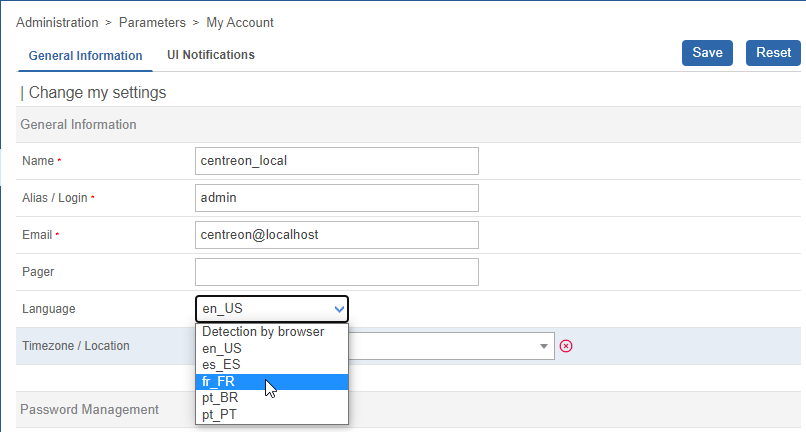 Administration > Parameters > My Account
General Information UI Notifications Save Reset
| Change my settings
General Information
Name * centreon_local
Alias / Login * admin
Email * centreon@localhost
Pager
Language en_US
Detection by browser
Timezone / Location
en_US
es_ES
fr_FR
pt_BR
pt_PT
Password Management